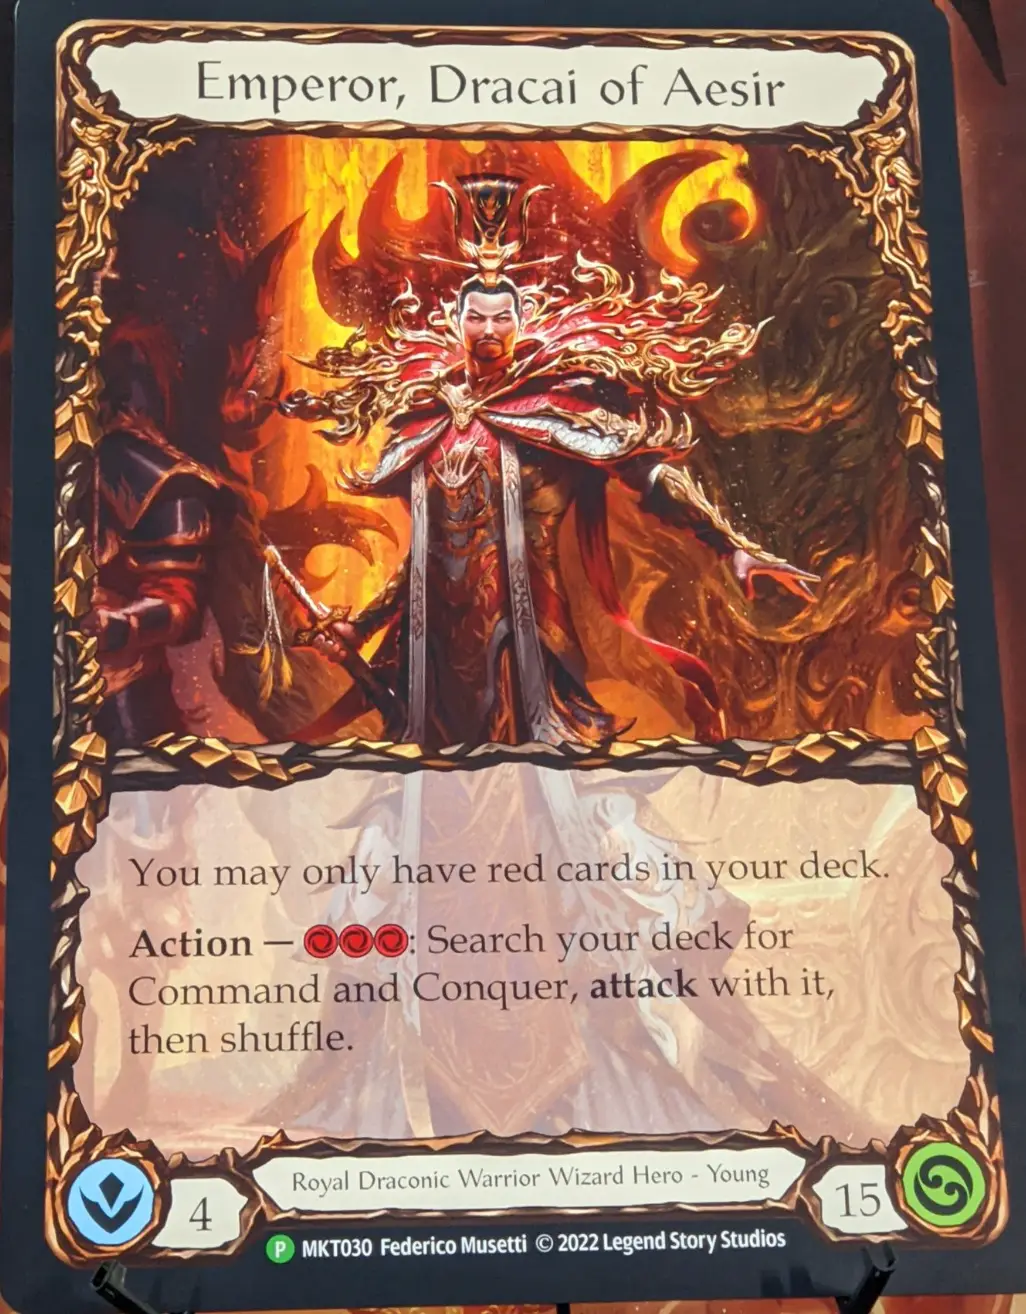 Emperor, Dracai of Aesir
You may only have red cards in your deck.
Action — : Search your deck for
Command and Conquer, attack with it,
then shuffle.
Royal Draconic Warrior Wizard Hero - Young
4
15
P MKT030 Federico Musetti © 2022 Legend Story Studios